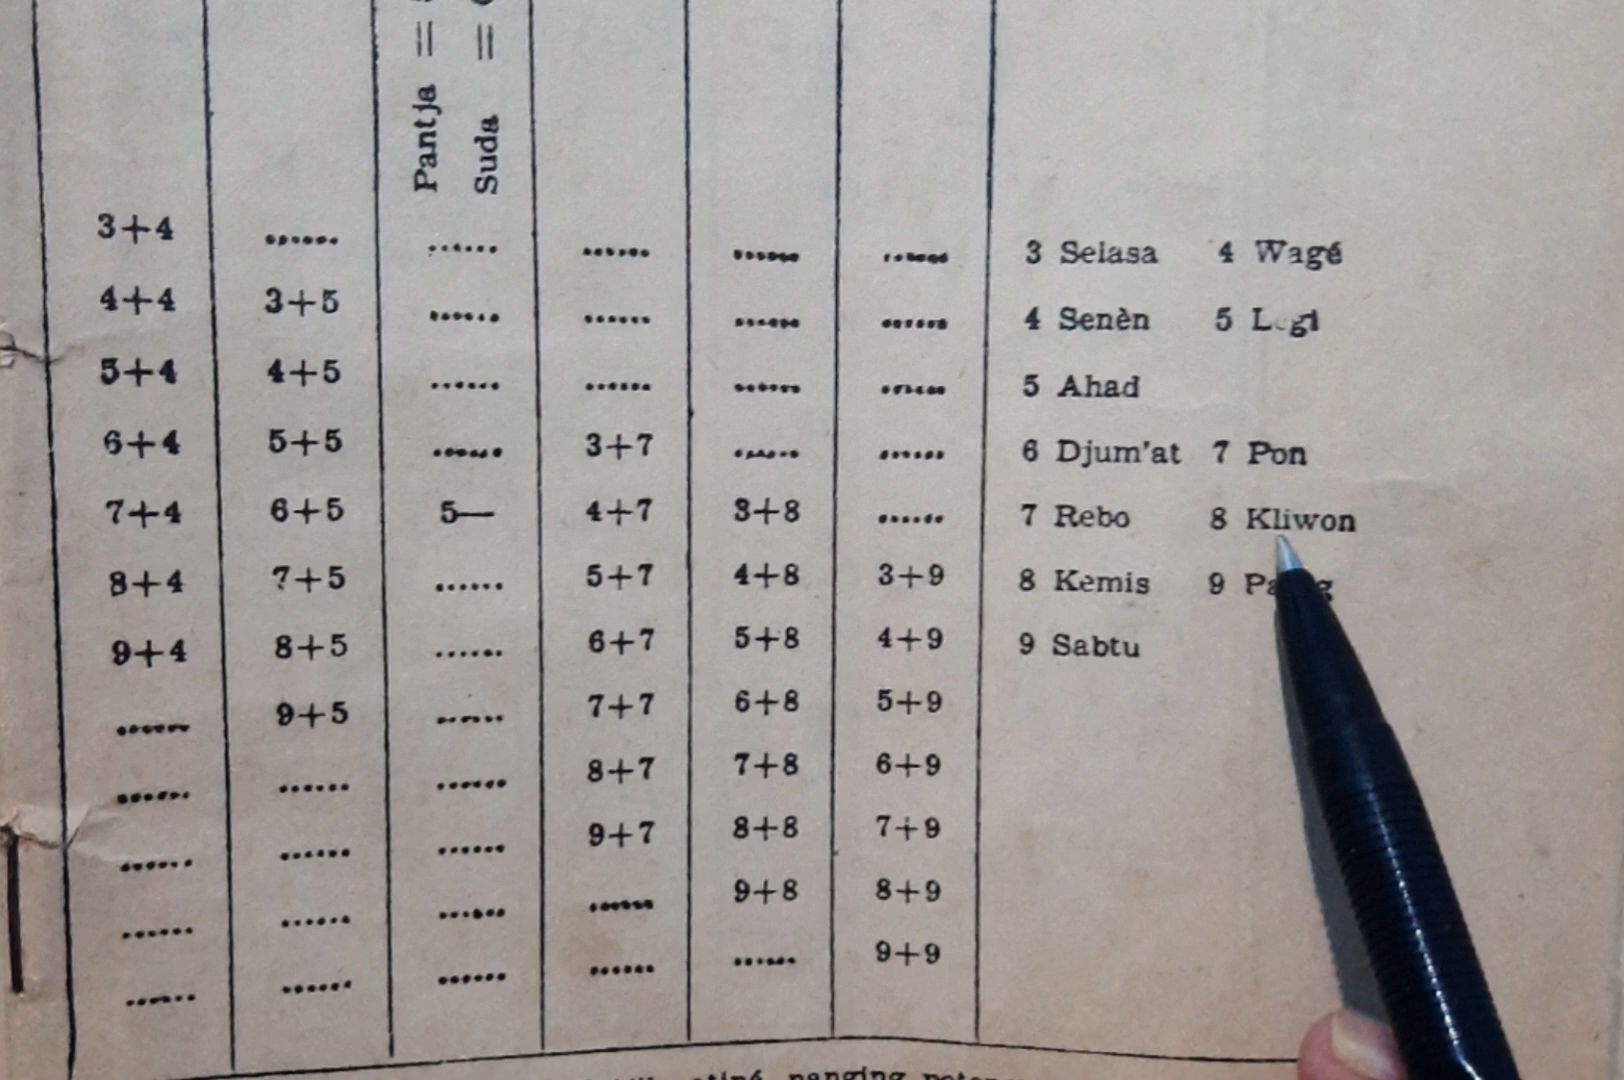 Pantja =
Suda =
3+4 ...... ...... ...... ...... ...... 3 Selasa 4 Wagé
4+4 3+5 ...... ...... ...... ...... 4 Senèn 5 Legi
5+4 4+5 ...... ...... ...... ...... 5 Ahad
6+4 5+5 ...... 3+7 ...... ...... 6 Djum'at 7 Pon
7+4 6+5 5— 4+7 3+8 ...... 7 Rebo 8 Kliwon
8+4 7+5 ...... 5+7 4+8 3+9 8 Kemis 9
9+4 8+5 ...... 6+7 5+8 4+9 9 Sabtu
...... 9+5 ...... 7+7 6+8 5+9
...... ...... ...... 8+7 7+8 6+9
...... ...... ...... 9+7 8+8 7+9
...... ...... ...... ...... 9+8 8+9
...... ...... ...... ...... ...... 9+9